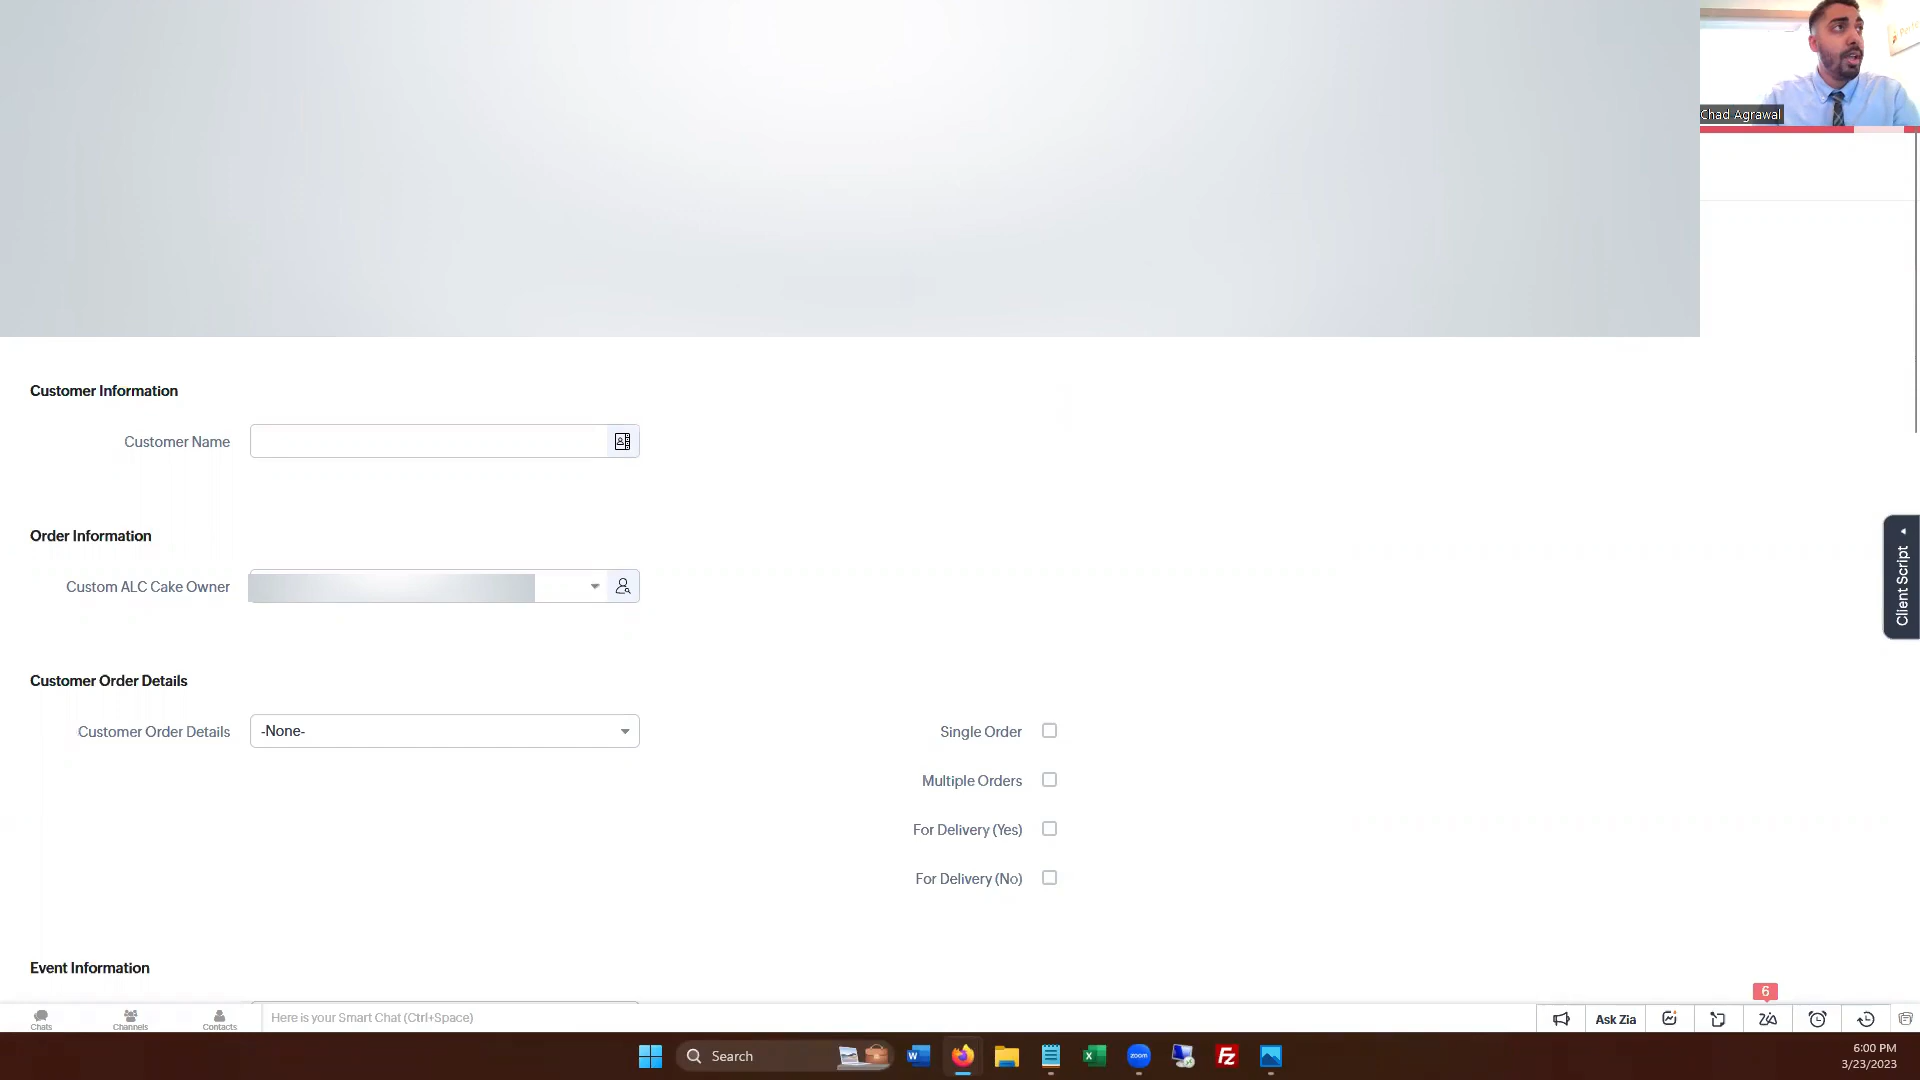 Chad Agrawal
Customer Information
Customer Name
Order Information
Custom ALC Cake Owner
Client Script
Customer Order Details
Customer Order Details
-None-
Single Order
Multiple Orders
For Delivery (Yes)
For Delivery (No)
Event Information
6
Chats
Channels
Contacts
Here is your Smart Chat (Ctrl+Space)
Ask Zia
Search
W
X
zoom
Fz
6:00 PM
3/23/2023